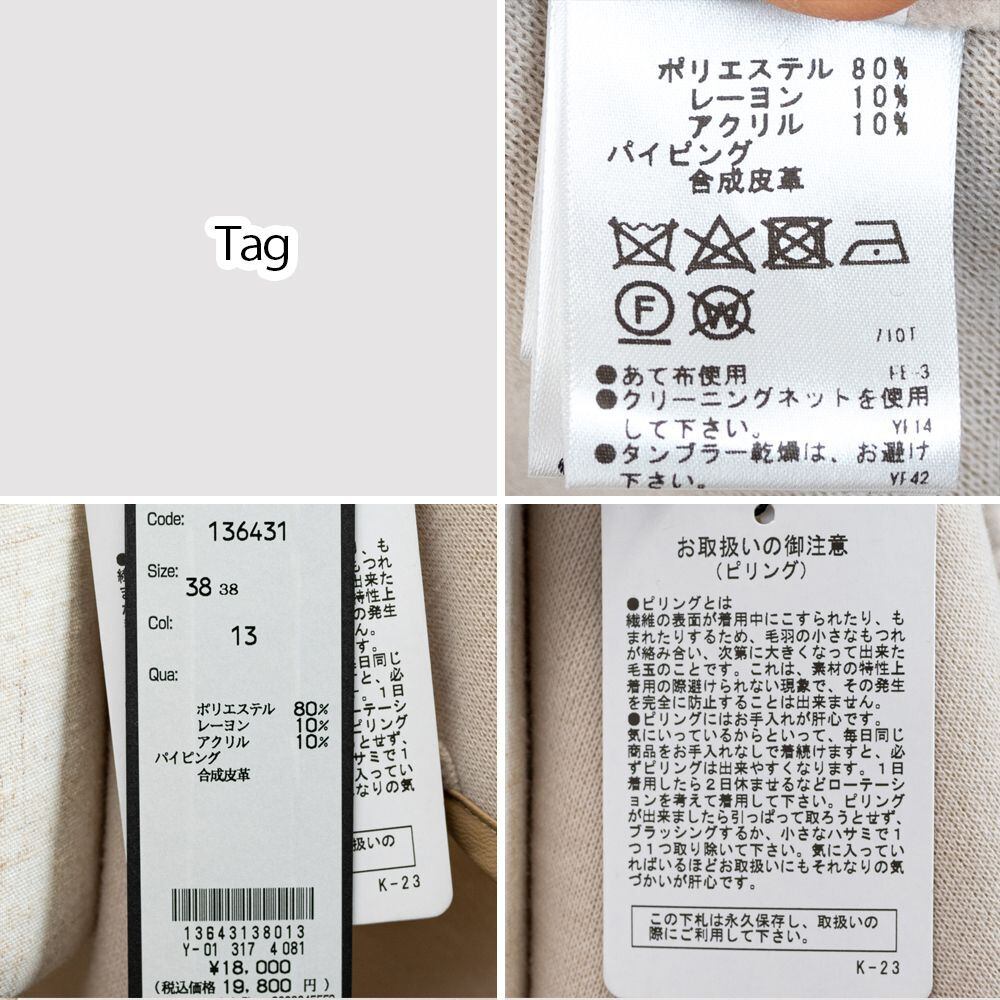 Tag
ポリエステル 80%
レーヨン 10%
アクリル 10%
パイピング
合成皮革
F
W
●あて布使用
●クリーニングネットを使用
して下さい。 YF14
●タンブラー乾燥は、お避け
下さい。 YF42
Code: 136431
Size: 38 38
Col: 13
Qua:
ポリエステル 80%
レーヨン 10%
アクリル 10%
パイピング
合成皮革
13643138013
Y-01 317 4081
¥18,000
(税込価格 19,800 円)
K-23
お取扱いの御注意
(ピリング)
●ピリングとは
繊維の表面が着用中にこすられたり、も
まれたりするため、毛羽の小さなもつれ
が絡み合い、次第に大きくなって出来た
毛玉のことです。これは、素材の特性上
着用の際避けられない現象で、その発生
を完全に防止することは出来ません。
●ピリングにはお手入れが肝心です。
気にいっているからといって、毎日同じ
商品をお手入れなしで着続けますと、必
ずピリングは出来やすくなります。1日
着用したら2日休ませるなどローテーシ
ョンを考えて着用して下さい。ピリング
が出来ましたら引っぱって取ろうとせず、
ブラッシングするか、小さなハサミで1
つ1つ取り除いて下さい。気に入ってい
ればいるほどお取扱いにもそれなりの気
づかいが肝心です。
この下札は永久保存し、取扱いの
際にご利用して下さい。
K-23